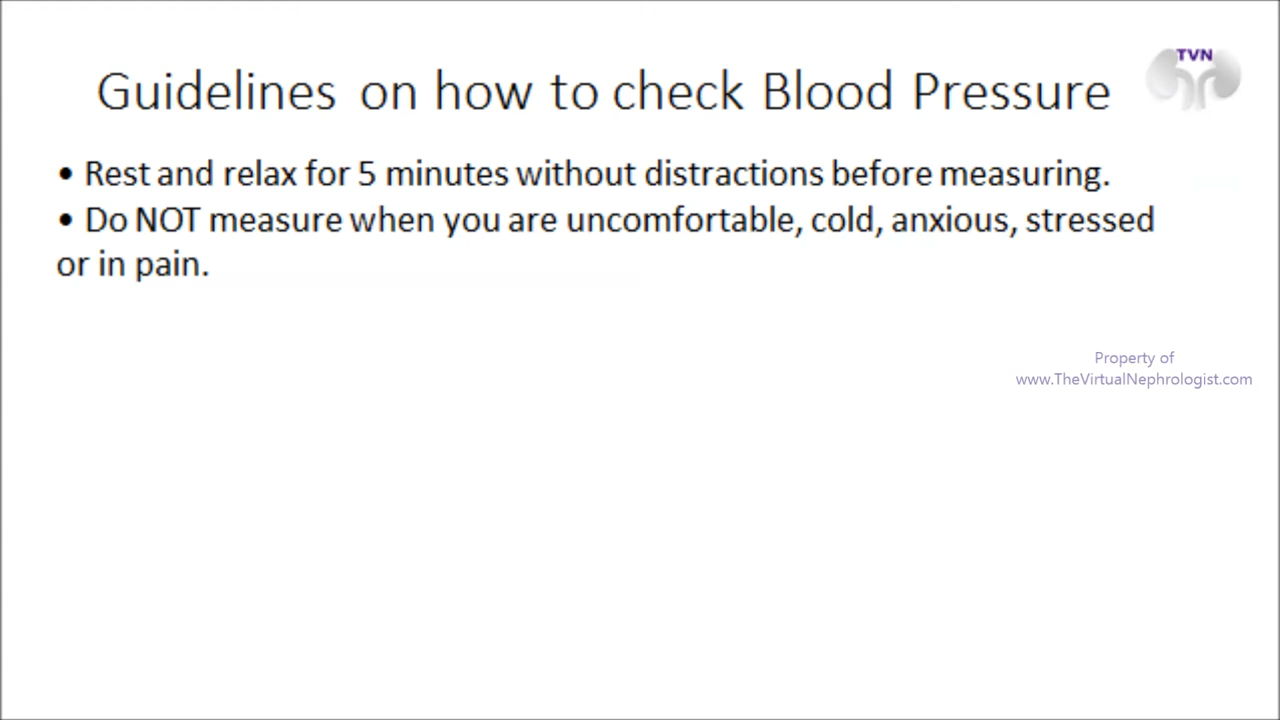 TVN
Guidelines on how to check Blood Pressure
• Rest and relax for 5 minutes without distractions before measuring.
• Do NOT measure when you are uncomfortable, cold, anxious, stressed
or in pain.
Property of
www.TheVirtualNephrologist.com